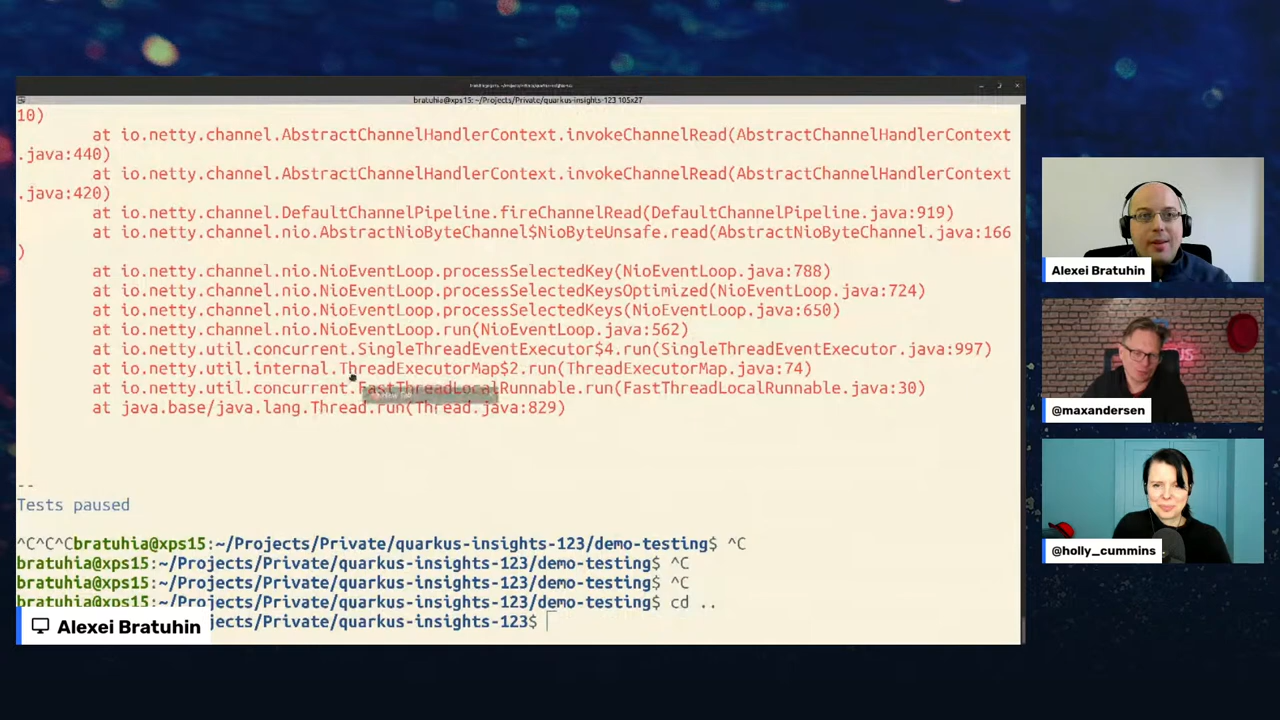 bratuhia@xps15: ~/Projects/Private/quarkus-insights-123 105x27
10)
at io.netty.channel.AbstractChannelHandlerContext.invokeChannelRead(AbstractChannelHandlerContext
.java:440)
at io.netty.channel.AbstractChannelHandlerContext.invokeChannelRead(AbstractChannelHandlerContext
.java:420)
at io.netty.channel.DefaultChannelPipeline.fireChannelRead(DefaultChannelPipeline.java:919)
at io.netty.channel.nio.AbstractNioByteChannel$NioByteUnsafe.read(AbstractNioByteChannel.java:166
)
at io.netty.channel.nio.NioEventLoop.processSelectedKey(NioEventLoop.java:788)
at io.netty.channel.nio.NioEventLoop.processSelectedKeysOptimized(NioEventLoop.java:724)
at io.netty.channel.nio.NioEventLoop.processSelectedKeys(NioEventLoop.java:650)
at io.netty.channel.nio.NioEventLoop.run(NioEventLoop.java:562)
at io.netty.util.concurrent.SingleThreadEventExecutor$4.run(SingleThreadEventExecutor.java:997)
at io.netty.util.internal.ThreadExecutorMap$2.run(ThreadExecutorMap.java:74)
at io.netty.util.concurrent.FastThreadLocalRunnable.run(FastThreadLocalRunnable.java:30)
at java.base/java.lang.Thread.run(Thread.java:829)
--
Tests paused
^C^C^Cbratuhia@xps15:~/Projects/Private/quarkus-insights-123/demo-testing$ ^C
bratuhia@xps15:~/Projects/Private/quarkus-insights-123/demo-testing$ ^C
bratuhia@xps15:~/Projects/Private/quarkus-insights-123/demo-testing$ ^C
bratuhia@xps15:~/Projects/Private/quarkus-insights-123/demo-testing$ cd ..
jects/Private/quarkus-insights-123$
Alexei Bratuhin
Alexei Bratuhin
@maxandersen
@holly_cummins